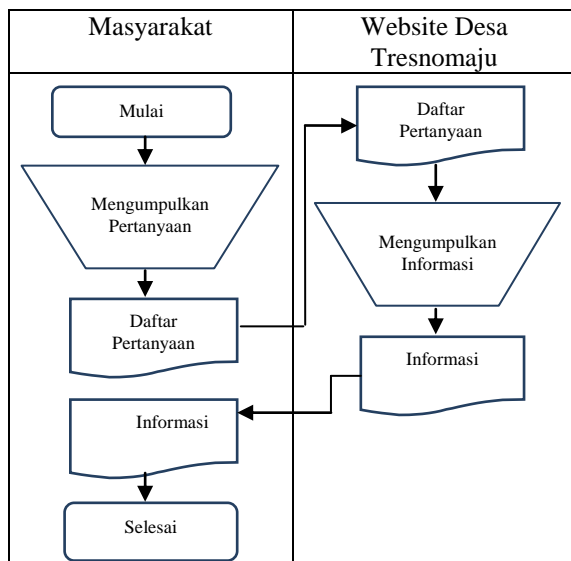 Masyarakat
Website Desa
Tresnomaju
Mulai
Mengumpulkan
Pertanyaan
Daftar
Pertanyaan
Daftar
Pertanyaan
Mengumpulkan
Informasi
Informasi
Informasi
Selesai